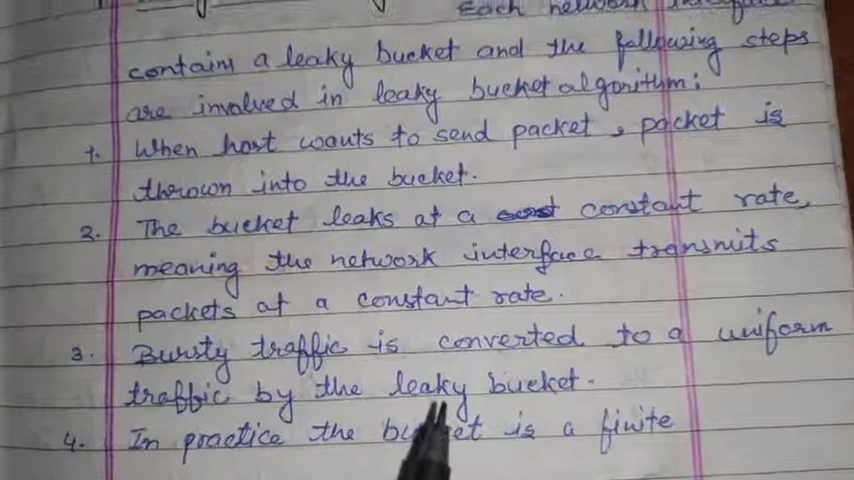 Each network
contains a leaky bucket and the following steps
are involved in leaky bucket algorithm:
1. When host wants to send packet, packet is
thrown into the bucket.
2. The bucket leaks at a constant rate,
meaning the network interface transmits
packets at a constant rate.
3. Bursty traffic is converted to a uniform
traffic by the leaky bucket.
4. In practice the bucket is a finite